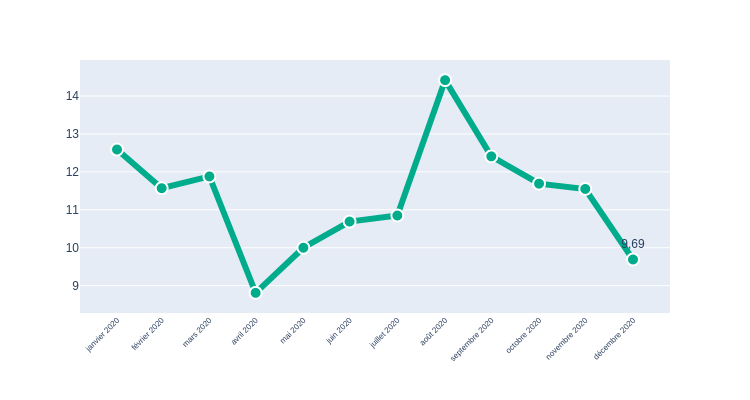 14
13
12
11
10
9
9.69
janvier 2020
février 2020
mars 2020
avril 2020
mai 2020
juin 2020
juillet 2020
août 2020
septembre 2020
octobre 2020
novembre 2020
décembre 2020